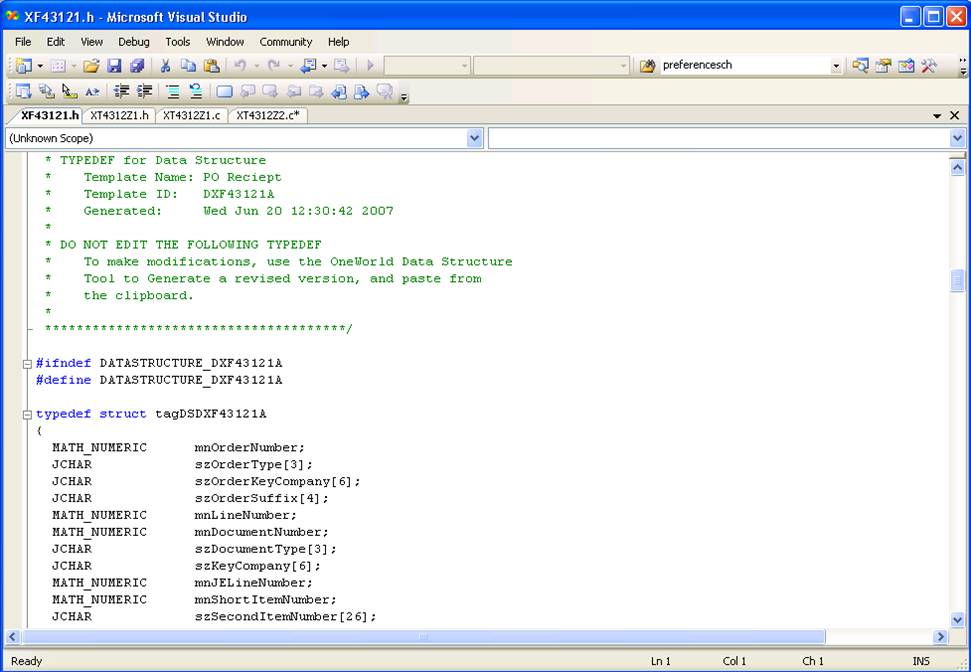 XF43121.h - Microsoft Visual Studio
File Edit View Debug Tools Window Community Help
preferencesch
XF43121.h XT4312Z1.h XT4312Z1.c XT4312Z2.c*
(Unknown Scope)
* TYPEDEF for Data Structure
*    Template Name: PO Reciept
*    Template ID:   DXF43121A
*    Generated:     Wed Jun 20 12:30:42 2007
*
* DO NOT EDIT THE FOLLOWING TYPEDEF
*    To make modifications, use the OneWorld Data Structure
*    Tool to Generate a revised version, and paste from
*    the clipboard.
*
**************************************/
#ifndef DATASTRUCTURE_DXF43121A
#define DATASTRUCTURE_DXF43121A
typedef struct tagDSDXF43121A
{
MATH_NUMERIC      mnOrderNumber;
JCHAR             szOrderType[3];
JCHAR             szOrderKeyCompany[6];
JCHAR             szOrderSuffix[4];
MATH_NUMERIC      mnLineNumber;
MATH_NUMERIC      mnDocumentNumber;
JCHAR             szDocumentType[3];
JCHAR             szKeyCompany[6];
MATH_NUMERIC      mnJELineNumber;
MATH_NUMERIC      mnShortItemNumber;
JCHAR             szSecondItemNumber[26];
Ready Ln 1 Col 1 Ch 1 INS